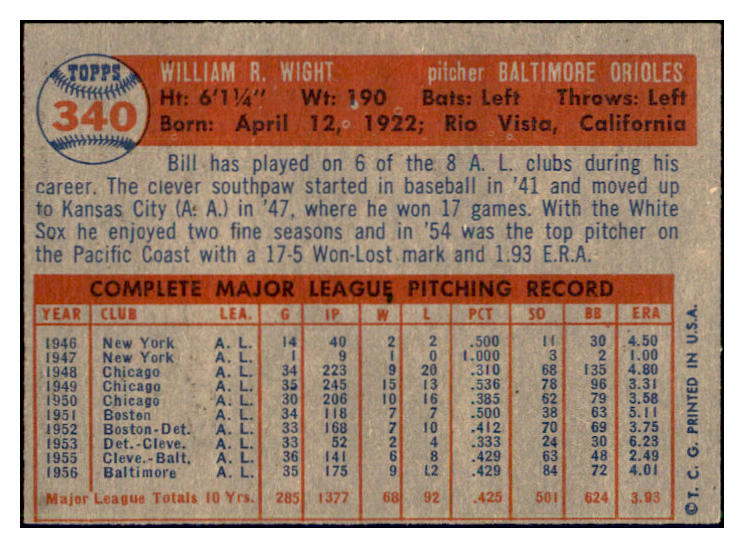 TOPPS
340
WILLIAM R. WIGHT pitcher BALTIMORE ORIOLES
Ht: 6'1¼" Wt: 190 Bats: Left Throws: Left
Born: April 12, 1922; Rio Vista, California
Bill has played on 6 of the 8 A. L. clubs during his
career. The clever southpaw started in baseball in '41 and moved up
to Kansas City (A. A.) in '47, where he won 17 games. With the White
Sox he enjoyed two fine seasons and in '54 was the top pitcher on
the Pacific Coast with a 17-5 Won-Lost mark and 1.93 E.R.A.
COMPLETE MAJOR LEAGUE PITCHING RECORD
YEAR CLUB LEA. G IP W L PCT SO BB ERA
1946 New York A. L. 14 40 2 2 .500 11 30 4.50
1947 New York A. L. 1 9 1 0 1.000 3 2 1.00
1948 Chicago A. L. 34 223 9 20 .310 68 135 4.80
1949 Chicago A. L. 35 245 15 13 .536 78 96 3.31
1950 Chicago A. L. 30 206 10 16 .385 62 79 3.58
1951 Boston A. L. 34 118 7 7 .500 38 63 5.11
1952 Boston-Det. A. L. 33 168 7 10 .412 70 69 3.75
1953 Det.-Cleve. A. L. 33 52 2 4 .333 24 30 6.23
1955 Cleve.-Balt. A. L. 36 141 6 8 .429 63 48 2.49
1956 Baltimore A. L. 35 175 9 12 .429 84 72 4.01
Major League Totals 10 Yrs. 285 1377 68 92 .425 501 624 3.93
© T. C. G. PRINTED IN U.S.A.